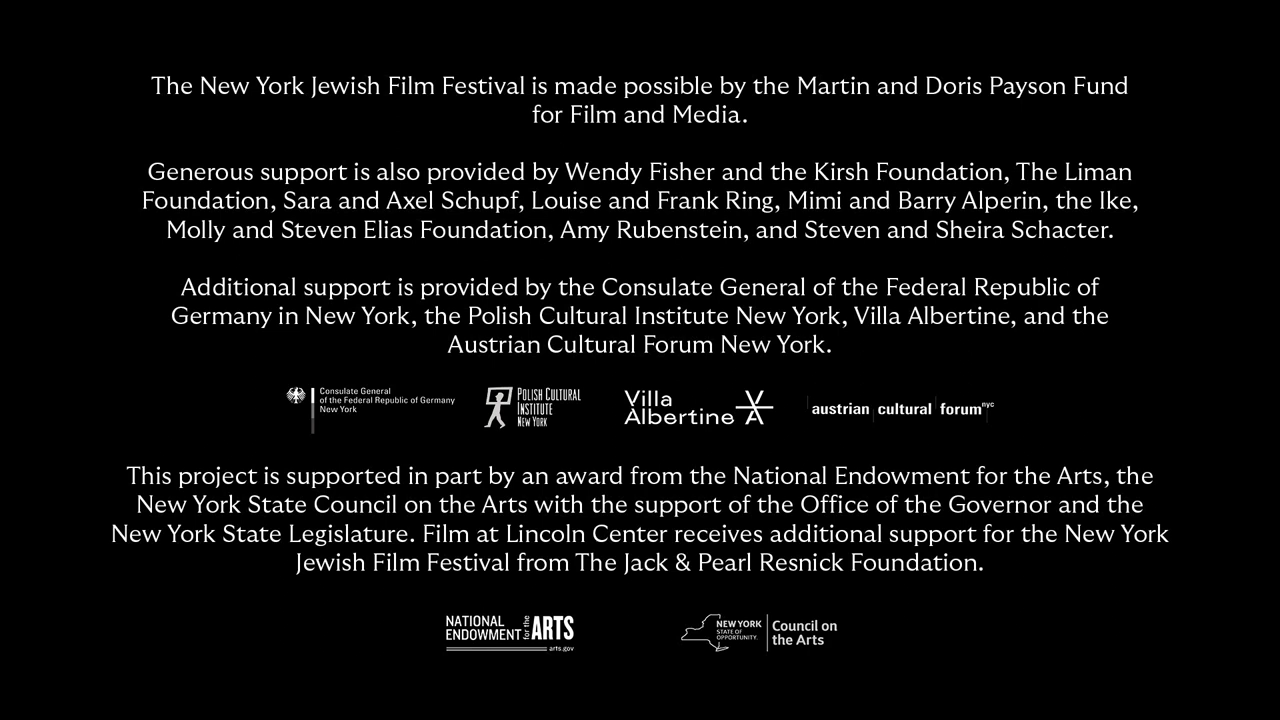 The New York Jewish Film Festival is made possible by the Martin and Doris Payson Fund
for Film and Media.
Generous support is also provided by Wendy Fisher and the Kirsh Foundation, The Liman
Foundation, Sara and Axel Schupf, Louise and Frank Ring, Mimi and Barry Alperin, the Ike,
Molly and Steven Elias Foundation, Amy Rubenstein, and Steven and Sheira Schacter.
Additional support is provided by the Consulate General of the Federal Republic of
Germany in New York, the Polish Cultural Institute New York, Villa Albertine, and the
Austrian Cultural Forum New York.
Consulate General
of the Federal Republic of Germany
New York
POLISH CULTURAL
INSTITUTE
NEW YORK
Villa
Albertine
V
A
austrian cultural forum nyc
This project is supported in part by an award from the National Endowment for the Arts, the
New York State Council on the Arts with the support of the Office of the Governor and the
New York State Legislature. Film at Lincoln Center receives additional support for the New York
Jewish Film Festival from The Jack & Pearl Resnick Foundation.
NATIONAL
ENDOWMENT for the ARTS
arts.gov
NEW YORK
STATE OF
OPPORTUNITY.
Council on
the Arts